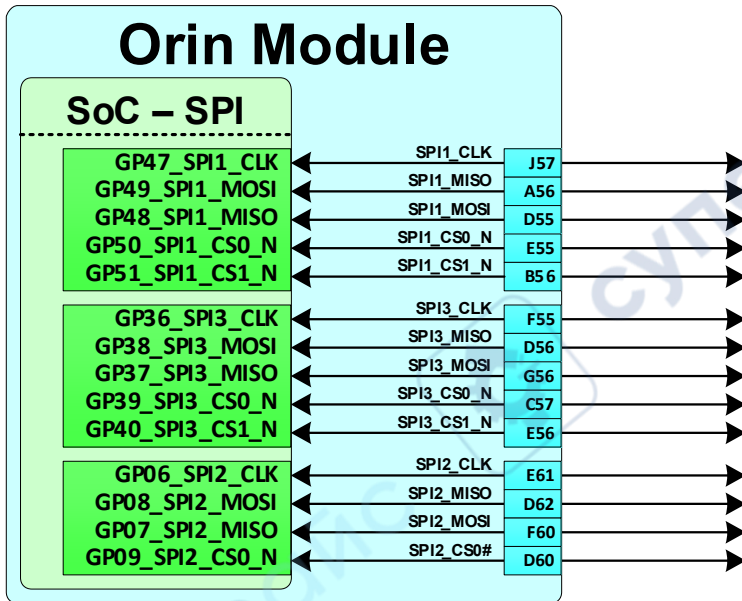 Orin Module
SoC – SPI
GP47_SPI1_CLK SPI1_CLK J57
GP49_SPI1_MOSI SPI1_MISO A56
GP48_SPI1_MISO SPI1_MOSI D55
GP50_SPI1_CS0_N SPI1_CS0_N E55
GP51_SPI1_CS1_N SPI1_CS1_N B56
GP36_SPI3_CLK SPI3_CLK F55
GP38_SPI3_MOSI SPI3_MISO D56
GP37_SPI3_MISO SPI3_MOSI G56
GP39_SPI3_CS0_N SPI3_CS0_N C57
GP40_SPI3_CS1_N SPI3_CS1_N E56
GP06_SPI2_CLK SPI2_CLK E61
GP08_SPI2_MOSI SPI2_MISO D62
GP07_SPI2_MISO SPI2_MOSI F60
GP09_SPI2_CS0_N SPI2_CS0# D60